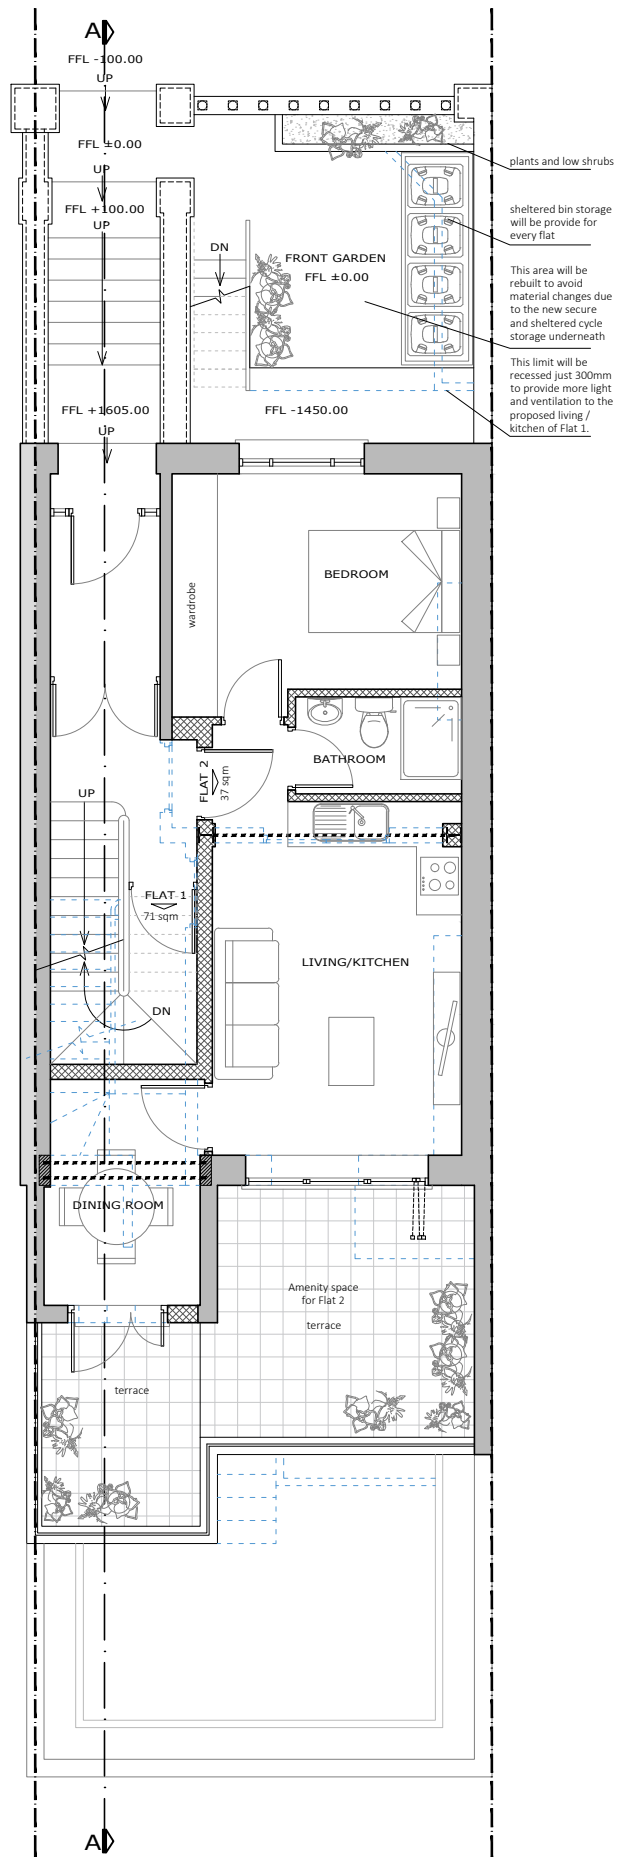 A
FFL -100.00
UP
FFL ±0.00
UP
FFL +100.00
UP
DN
FRONT GARDEN
FFL ±0.00
plants and low shrubs
sheltered bin storage
will be provide for
every flat
This area will be
rebuilt to avoid
material changes due
to the new secure
and sheltered cycle
storage underneath
This limit will be
recessed just 300mm
to provide more light
and ventilation to the
proposed living /
kitchen of Flat 1.
FFL +1605.00
FFL -1450.00
UP
BEDROOM
wardrobe
BATHROOM
FLAT 2
37 sqm
UP
FLAT 1
71 sqm
LIVING/KITCHEN
DN
DINING ROOM
Amenity space
for Flat 2
terrace
terrace
A